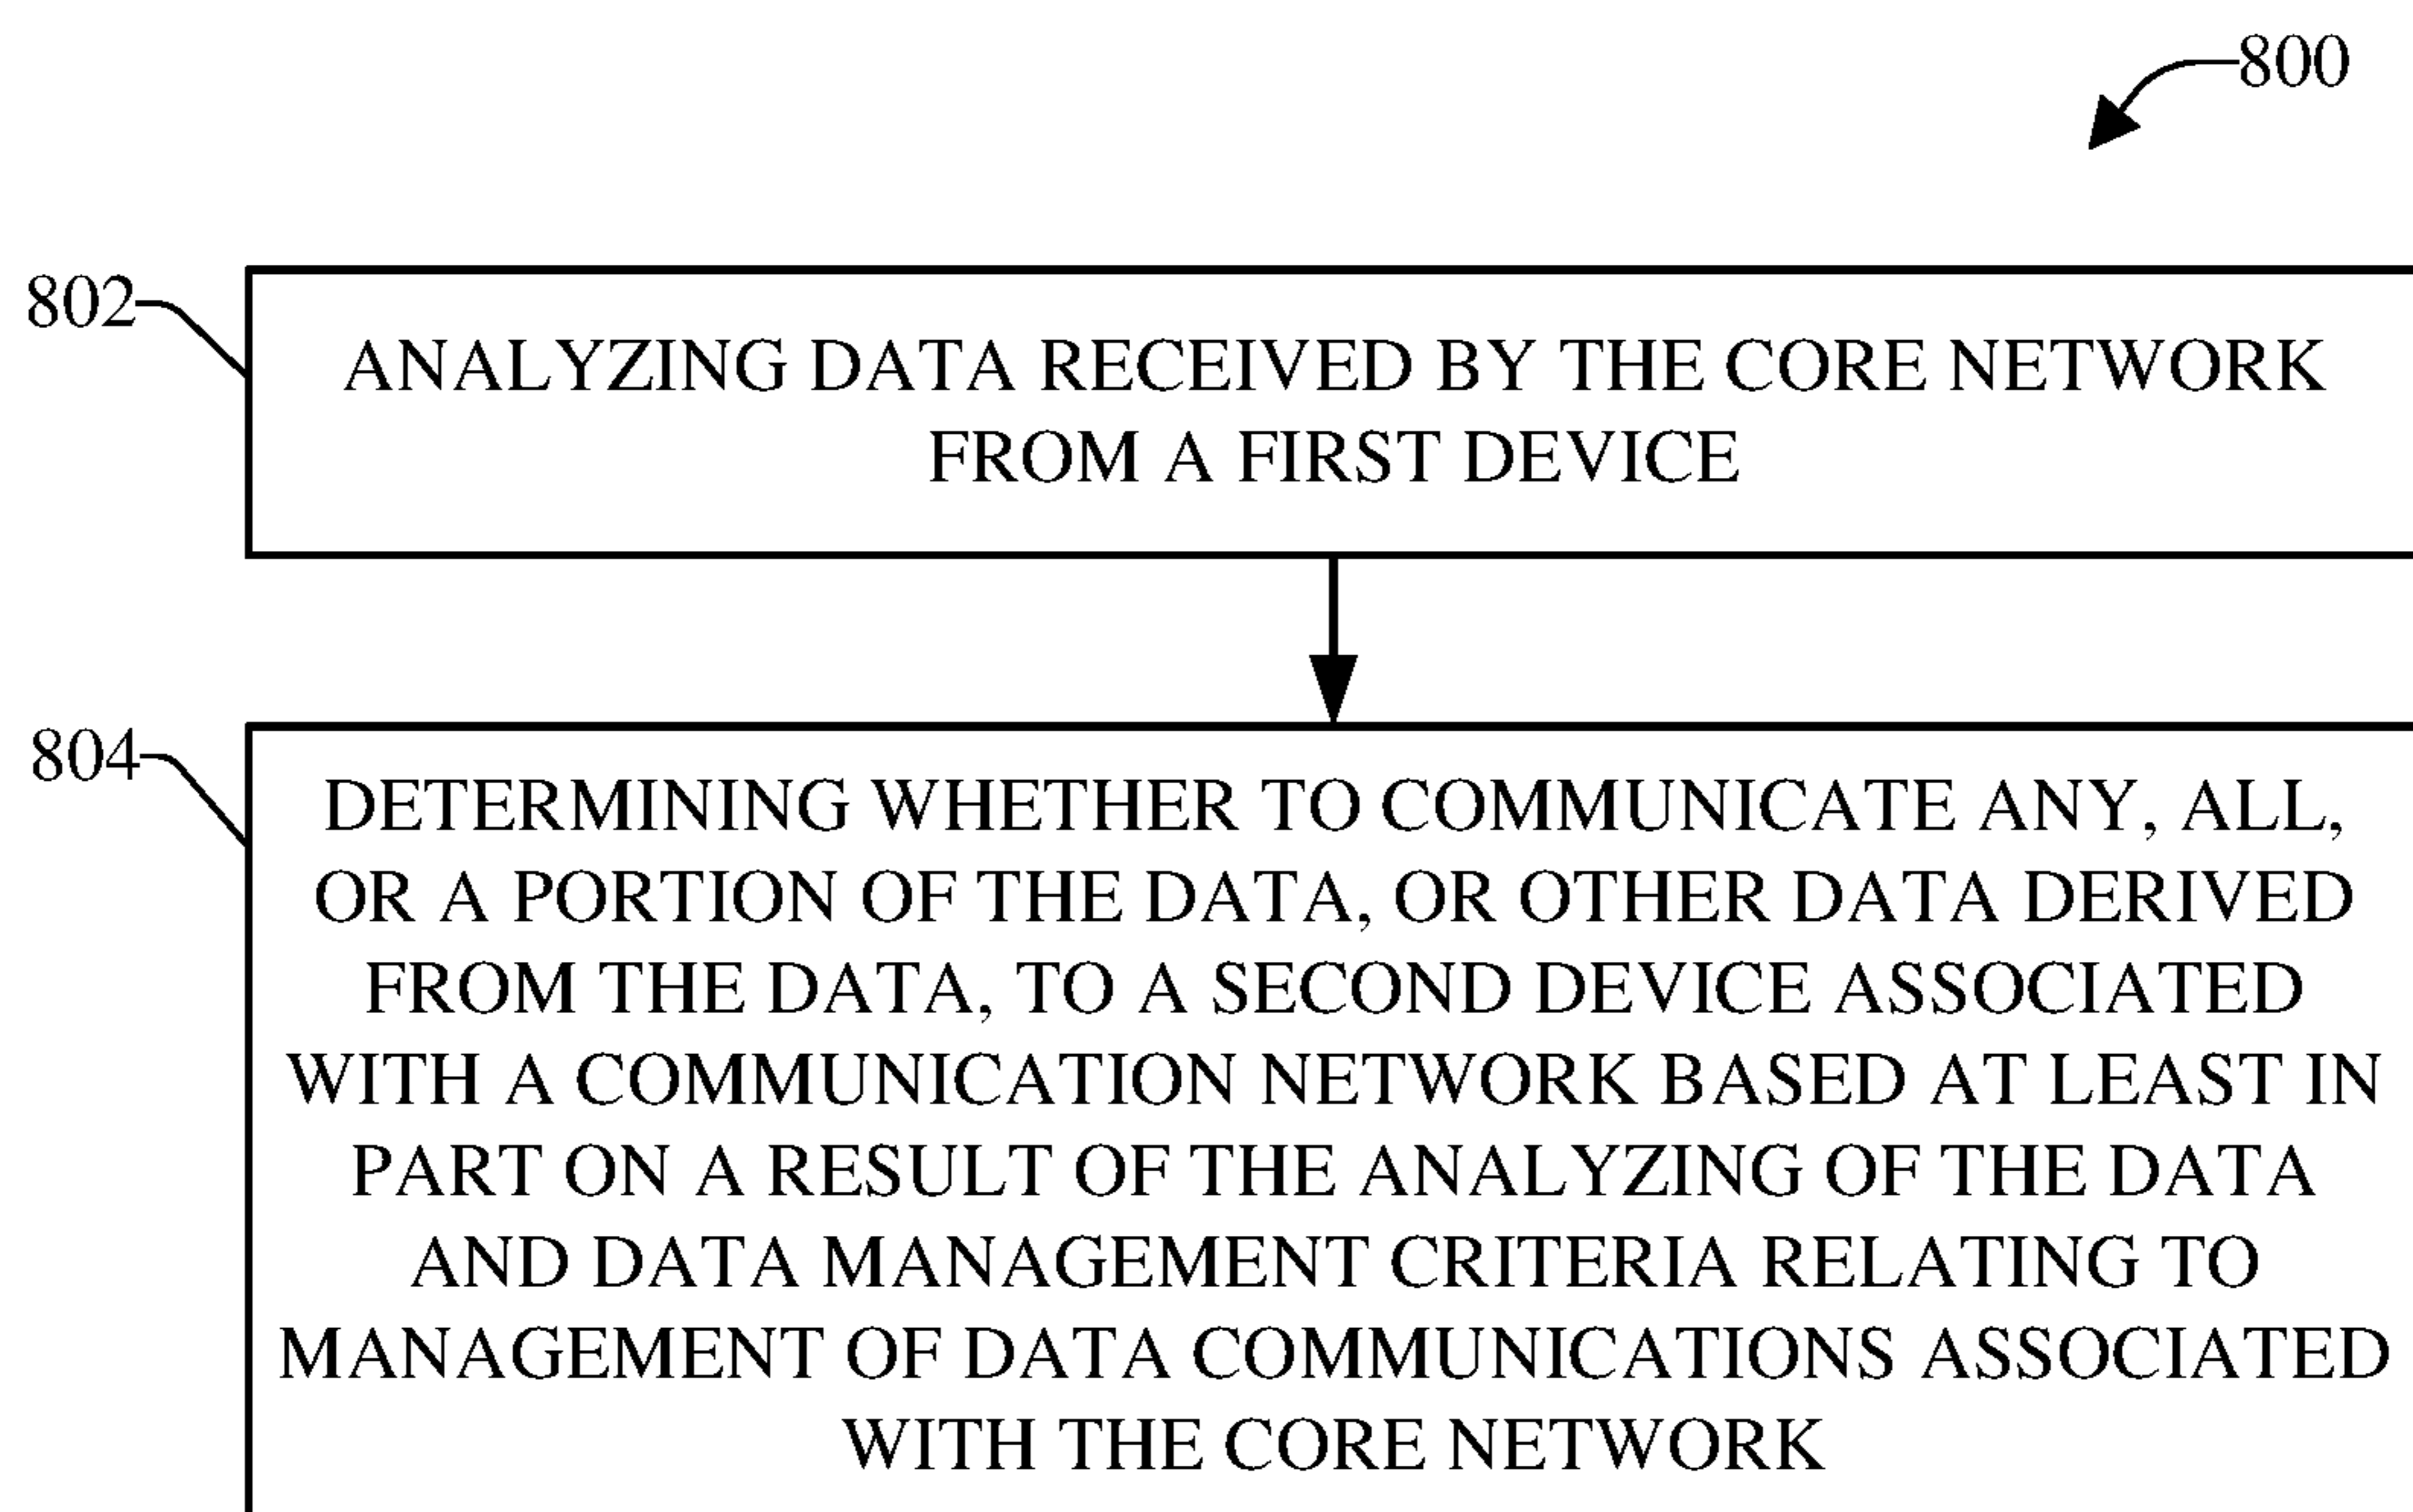 800
802
ANALYZING DATA RECEIVED BY THE CORE NETWORK
FROM A FIRST DEVICE
804
DETERMINING WHETHER TO COMMUNICATE ANY, ALL,
OR A PORTION OF THE DATA, OR OTHER DATA DERIVED
FROM THE DATA, TO A SECOND DEVICE ASSOCIATED
WITH A COMMUNICATION NETWORK BASED AT LEAST IN
PART ON A RESULT OF THE ANALYZING OF THE DATA
AND DATA MANAGEMENT CRITERIA RELATING TO
MANAGEMENT OF DATA COMMUNICATIONS ASSOCIATED
WITH THE CORE NETWORK